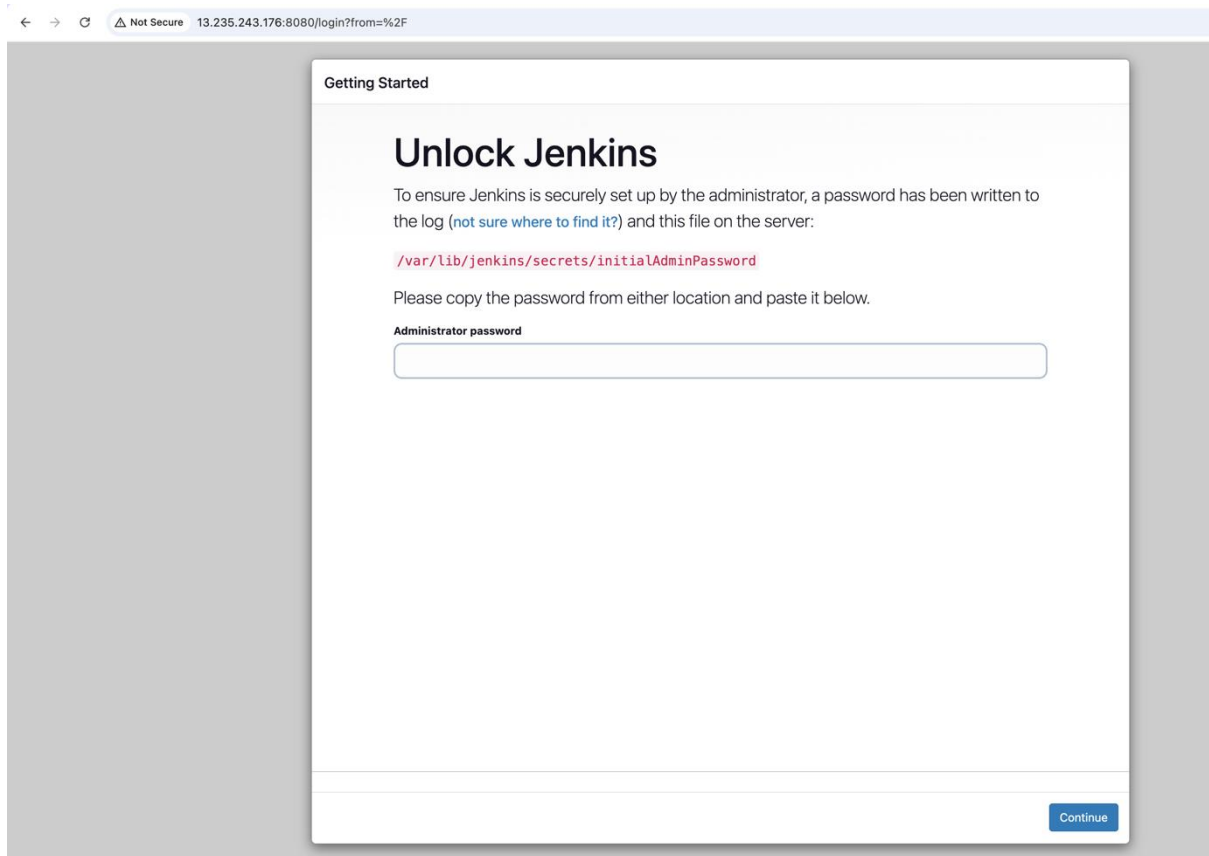 Not Secure 13.235.243.176:8080/login?from=%2F
Getting Started
Unlock Jenkins
To ensure Jenkins is securely set up by the administrator, a password has been written to
the log (not sure where to find it?) and this file on the server:
/var/lib/jenkins/secrets/initialAdminPassword
Please copy the password from either location and paste it below.
Administrator password
Continue